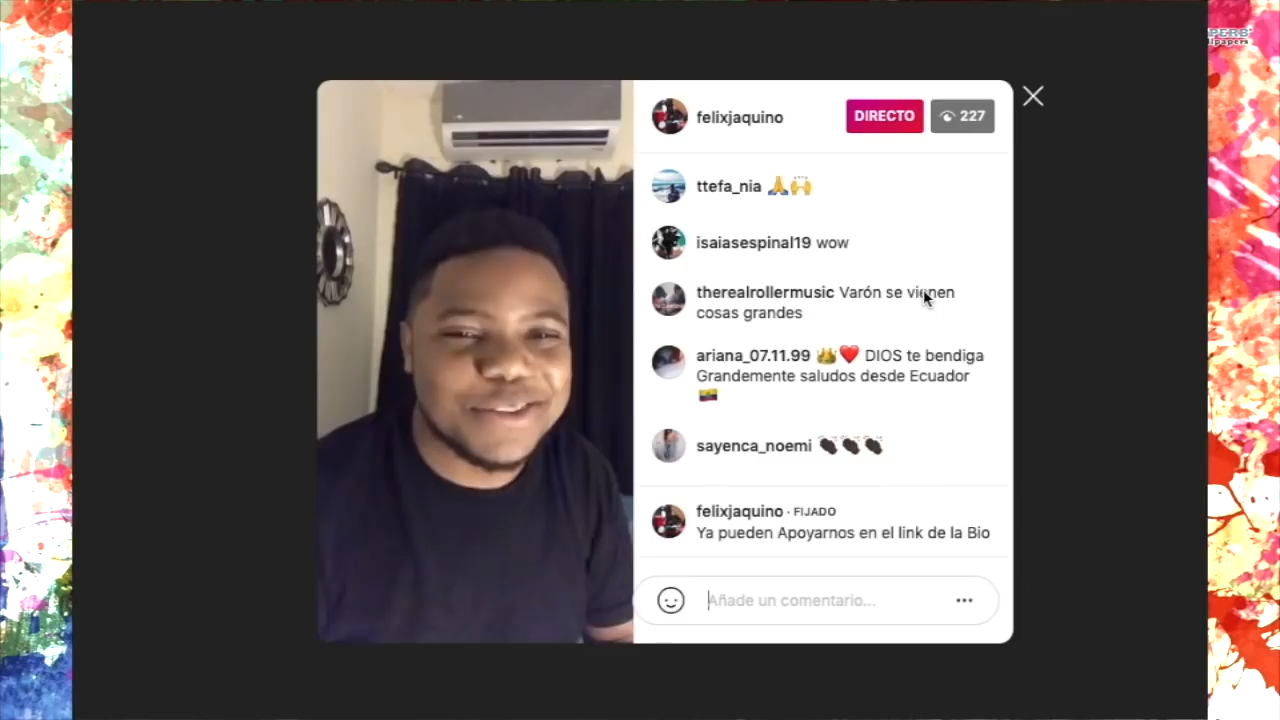 felixjaquino
DIRECTO
227
ttefa_nia 🙏🙌
isaiasespinal19 wow
therealrollermusic Varón se vienen
cosas grandes
ariana_07.11.99 👑❤️ DIOS te bendiga
Grandemente saludos desde Ecuador
🇪🇨
sayenca_noemi 👏🏿👏🏿👏🏿
felixjaquino · FIJADO
Ya pueden Apoyarnos en el link de la Bio
Añade un comentario...